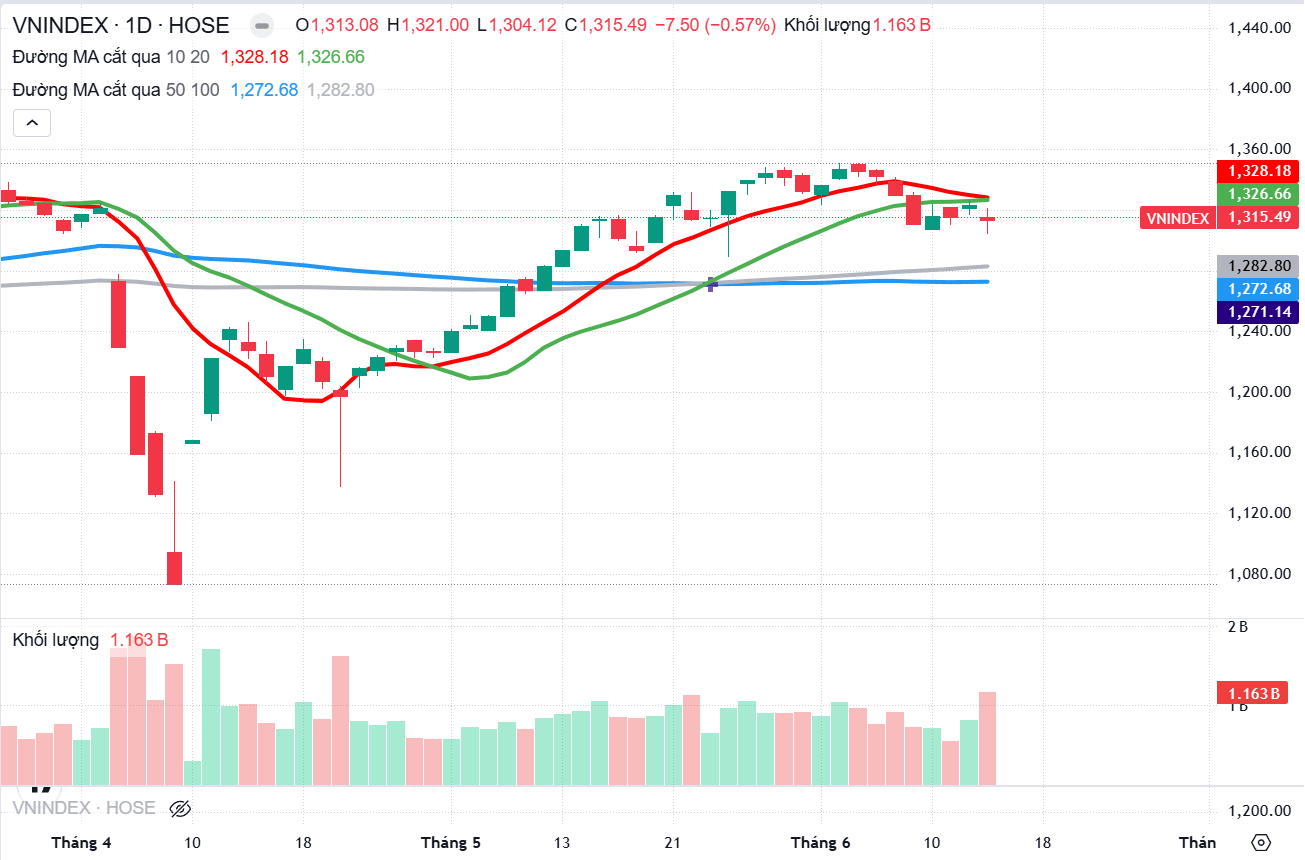 VNINDEX · 1D · HOSE O1,313.08 H1,321.00 L1,304.12 C1,315.49 −7.50 (−0.57%) Khối lượng1.163 B
Đường MA cắt qua 10 20 1,328.18 1,326.66
Đường MA cắt qua 50 100 1,272.68 1,282.80
1,440.00
1,400.00
1,360.00
1,328.18
1,326.66
VNINDEX 1,315.49
1,282.80
1,272.68
1,271.14
1,240.00
1,200.00
1,160.00
1,120.00
1,080.00
Khối lượng 1.163 B
2 B
1.163 B
1 B
VNINDEX · HOSE
1,200.00
Tháng 4 10 18 Tháng 5 13 21 Tháng 6 10 18 Thán